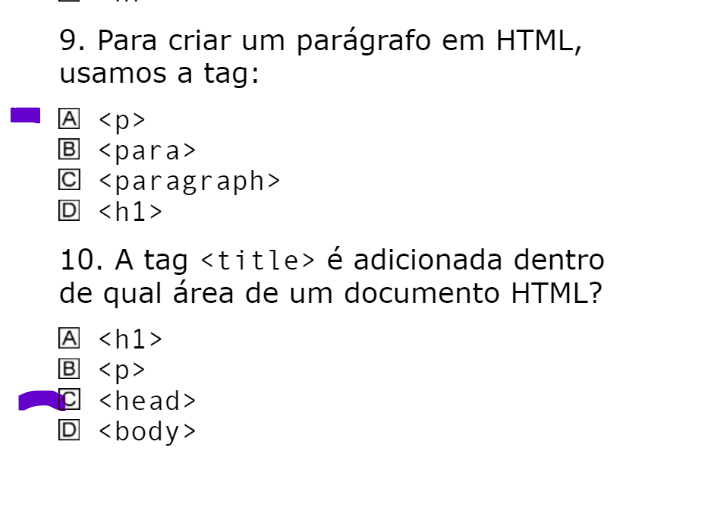 9. Para criar um parágrafo em HTML,
usamos a tag:
A <p>
B <para>
C <paragraph>
D <h1>
10. A tag <title> é adicionada dentro
de qual área de um documento HTML?
A <h1>
B <p>
C <head>
D <body>